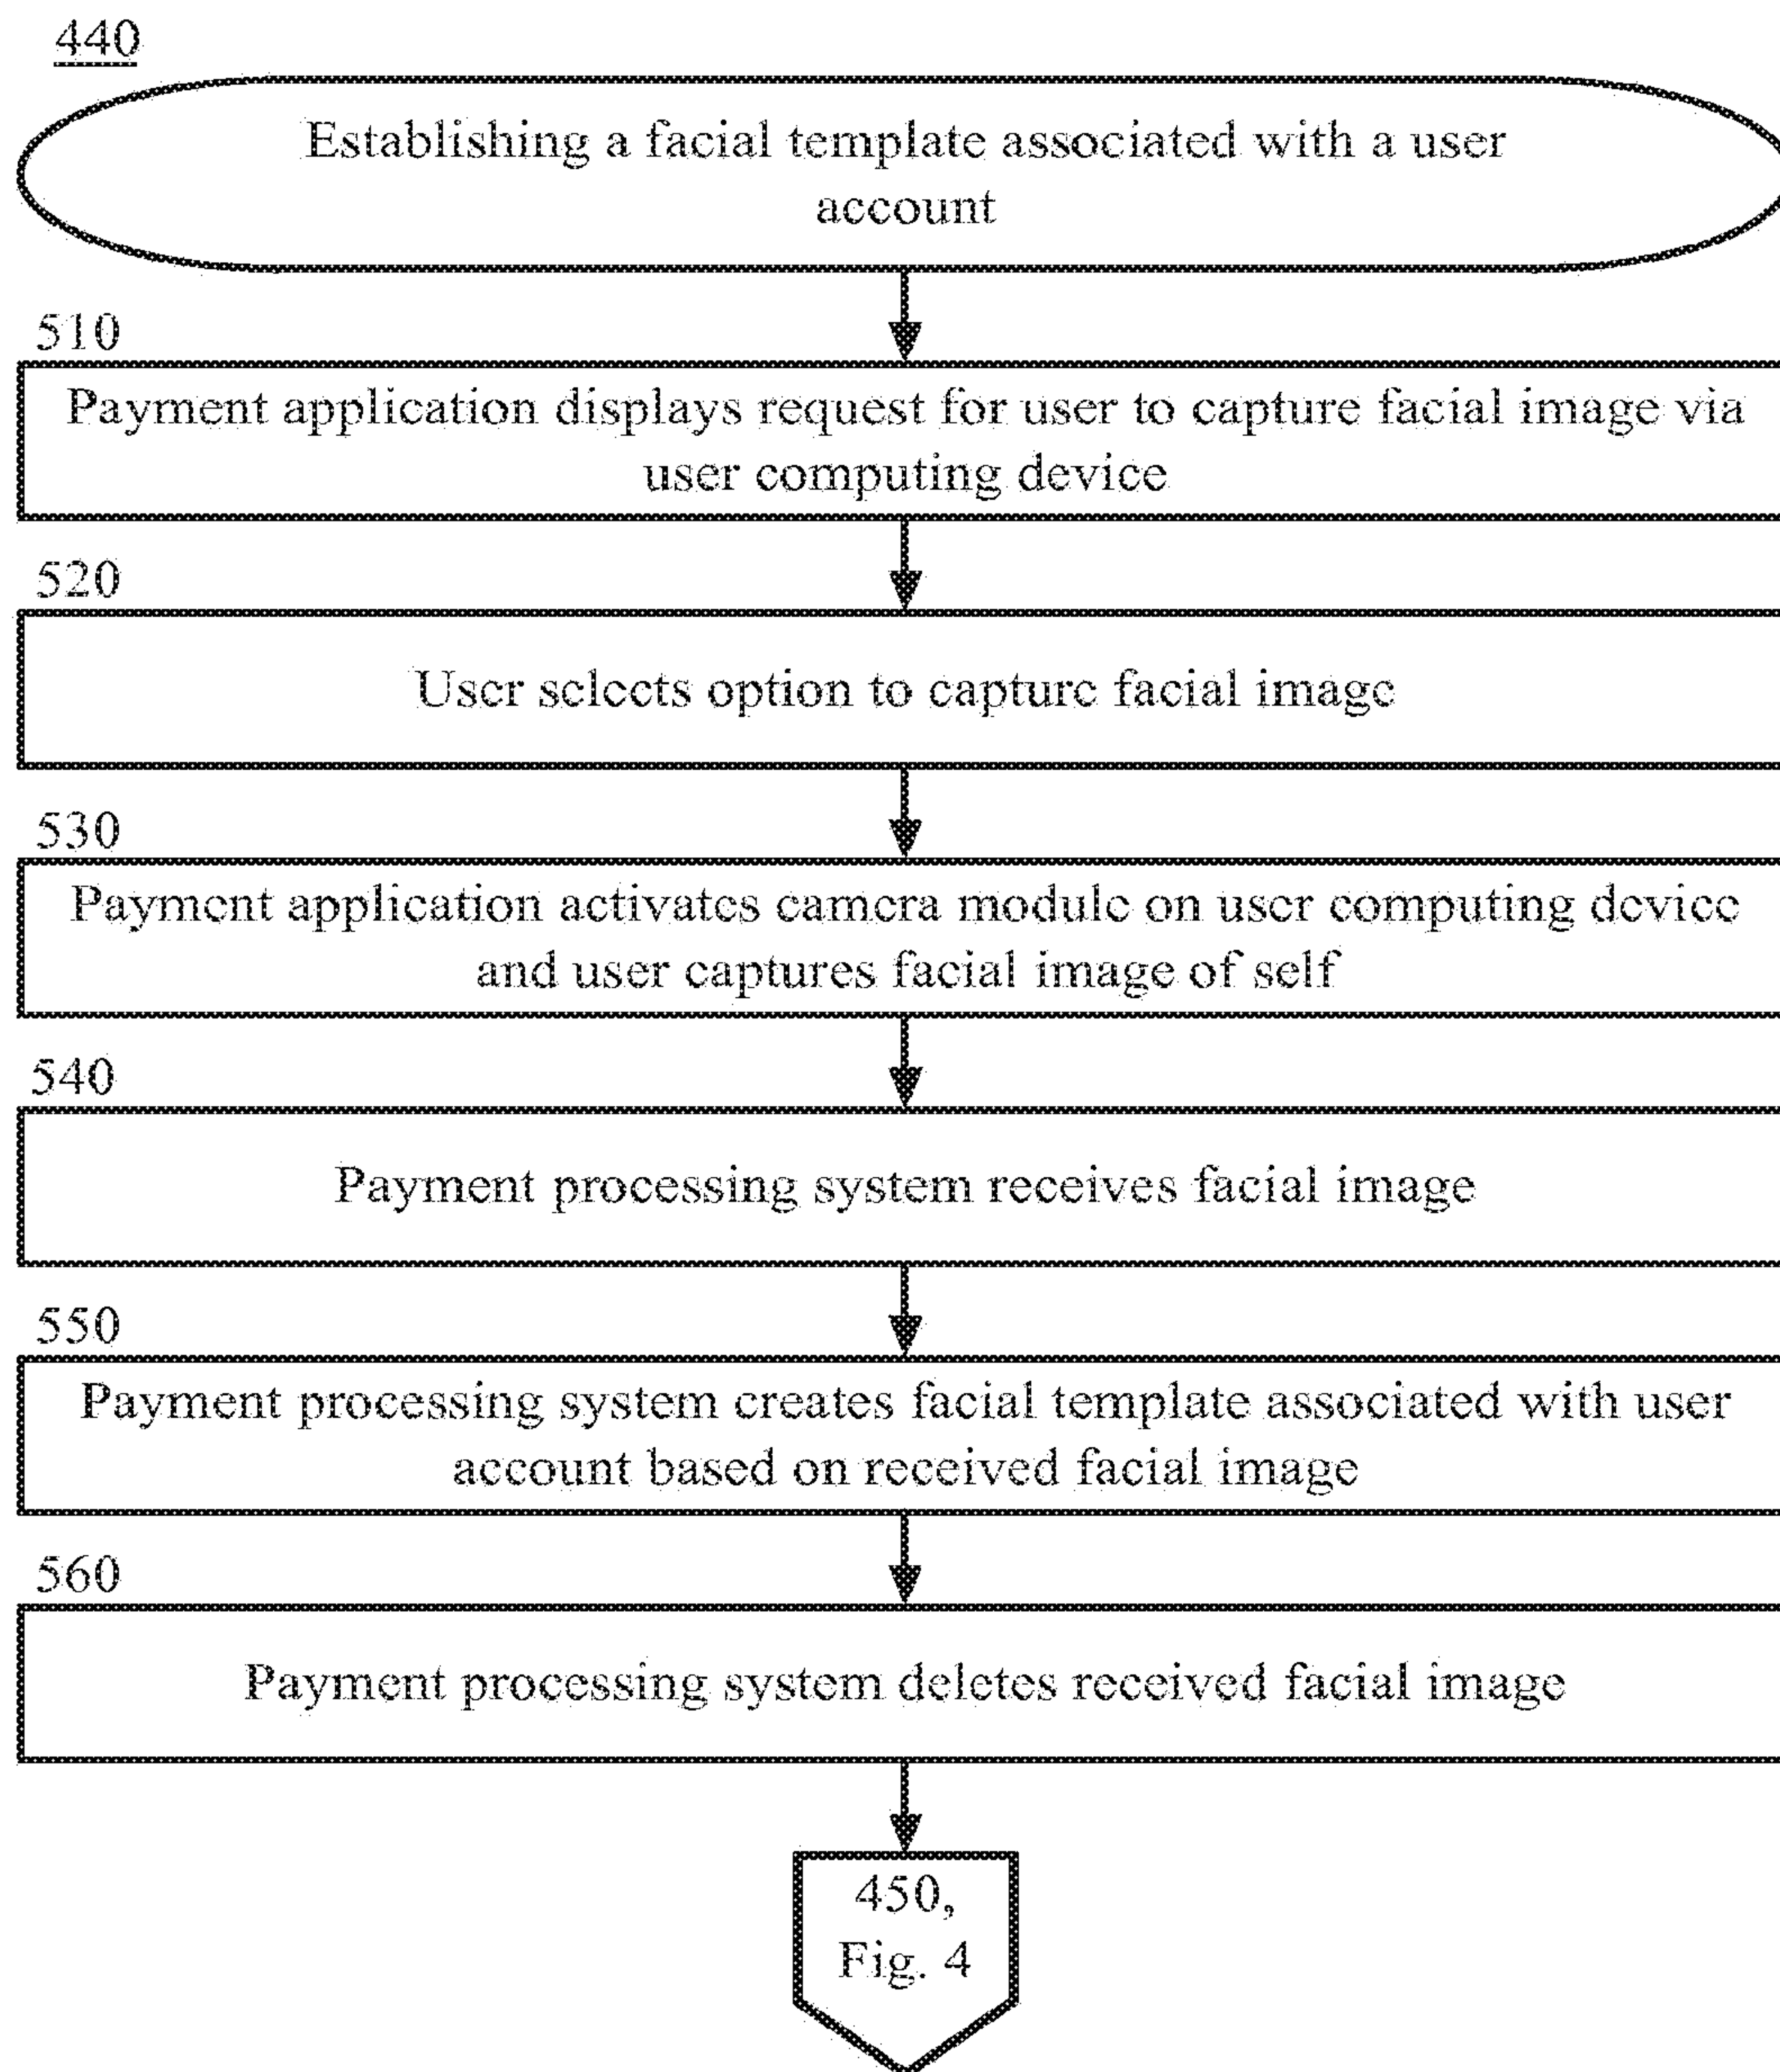 440
Establishing a facial template associated with a user
account
510
Payment application displays request for user to capture facial image via
user computing device
520
User selects option to capture facial image
530
Payment application activates camera module on user computing device
and user captures facial image of self
540
Payment processing system receives facial image
550
Payment processing system creates facial template associated with user
account based on received facial image
560
Payment processing system deletes received facial image
450,
Fig. 4